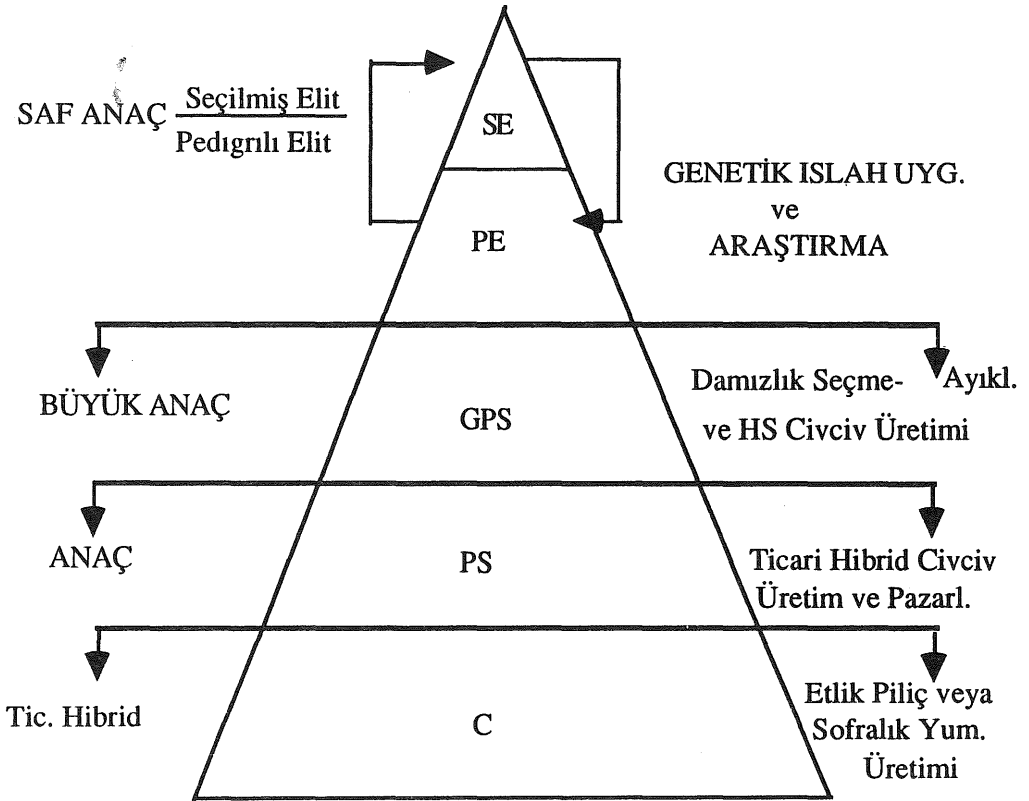 SAF ANAÇ
Seçilmiş Elit
Pedıgrılı Elit
SE
PE
GENETİK ISLAH UYG.
ve
ARAŞTIRMA
BÜYÜK ANAÇ
GPS
Damızlık Seçme-
Ayıkl.
ve HS Civciv Üretimi
ANAÇ
PS
Ticari Hibrid Civciv
Üretim ve Pazarl.
Tic. Hibrid
C
Etlik Piliç veya
Sofralık Yum.
Üretimi